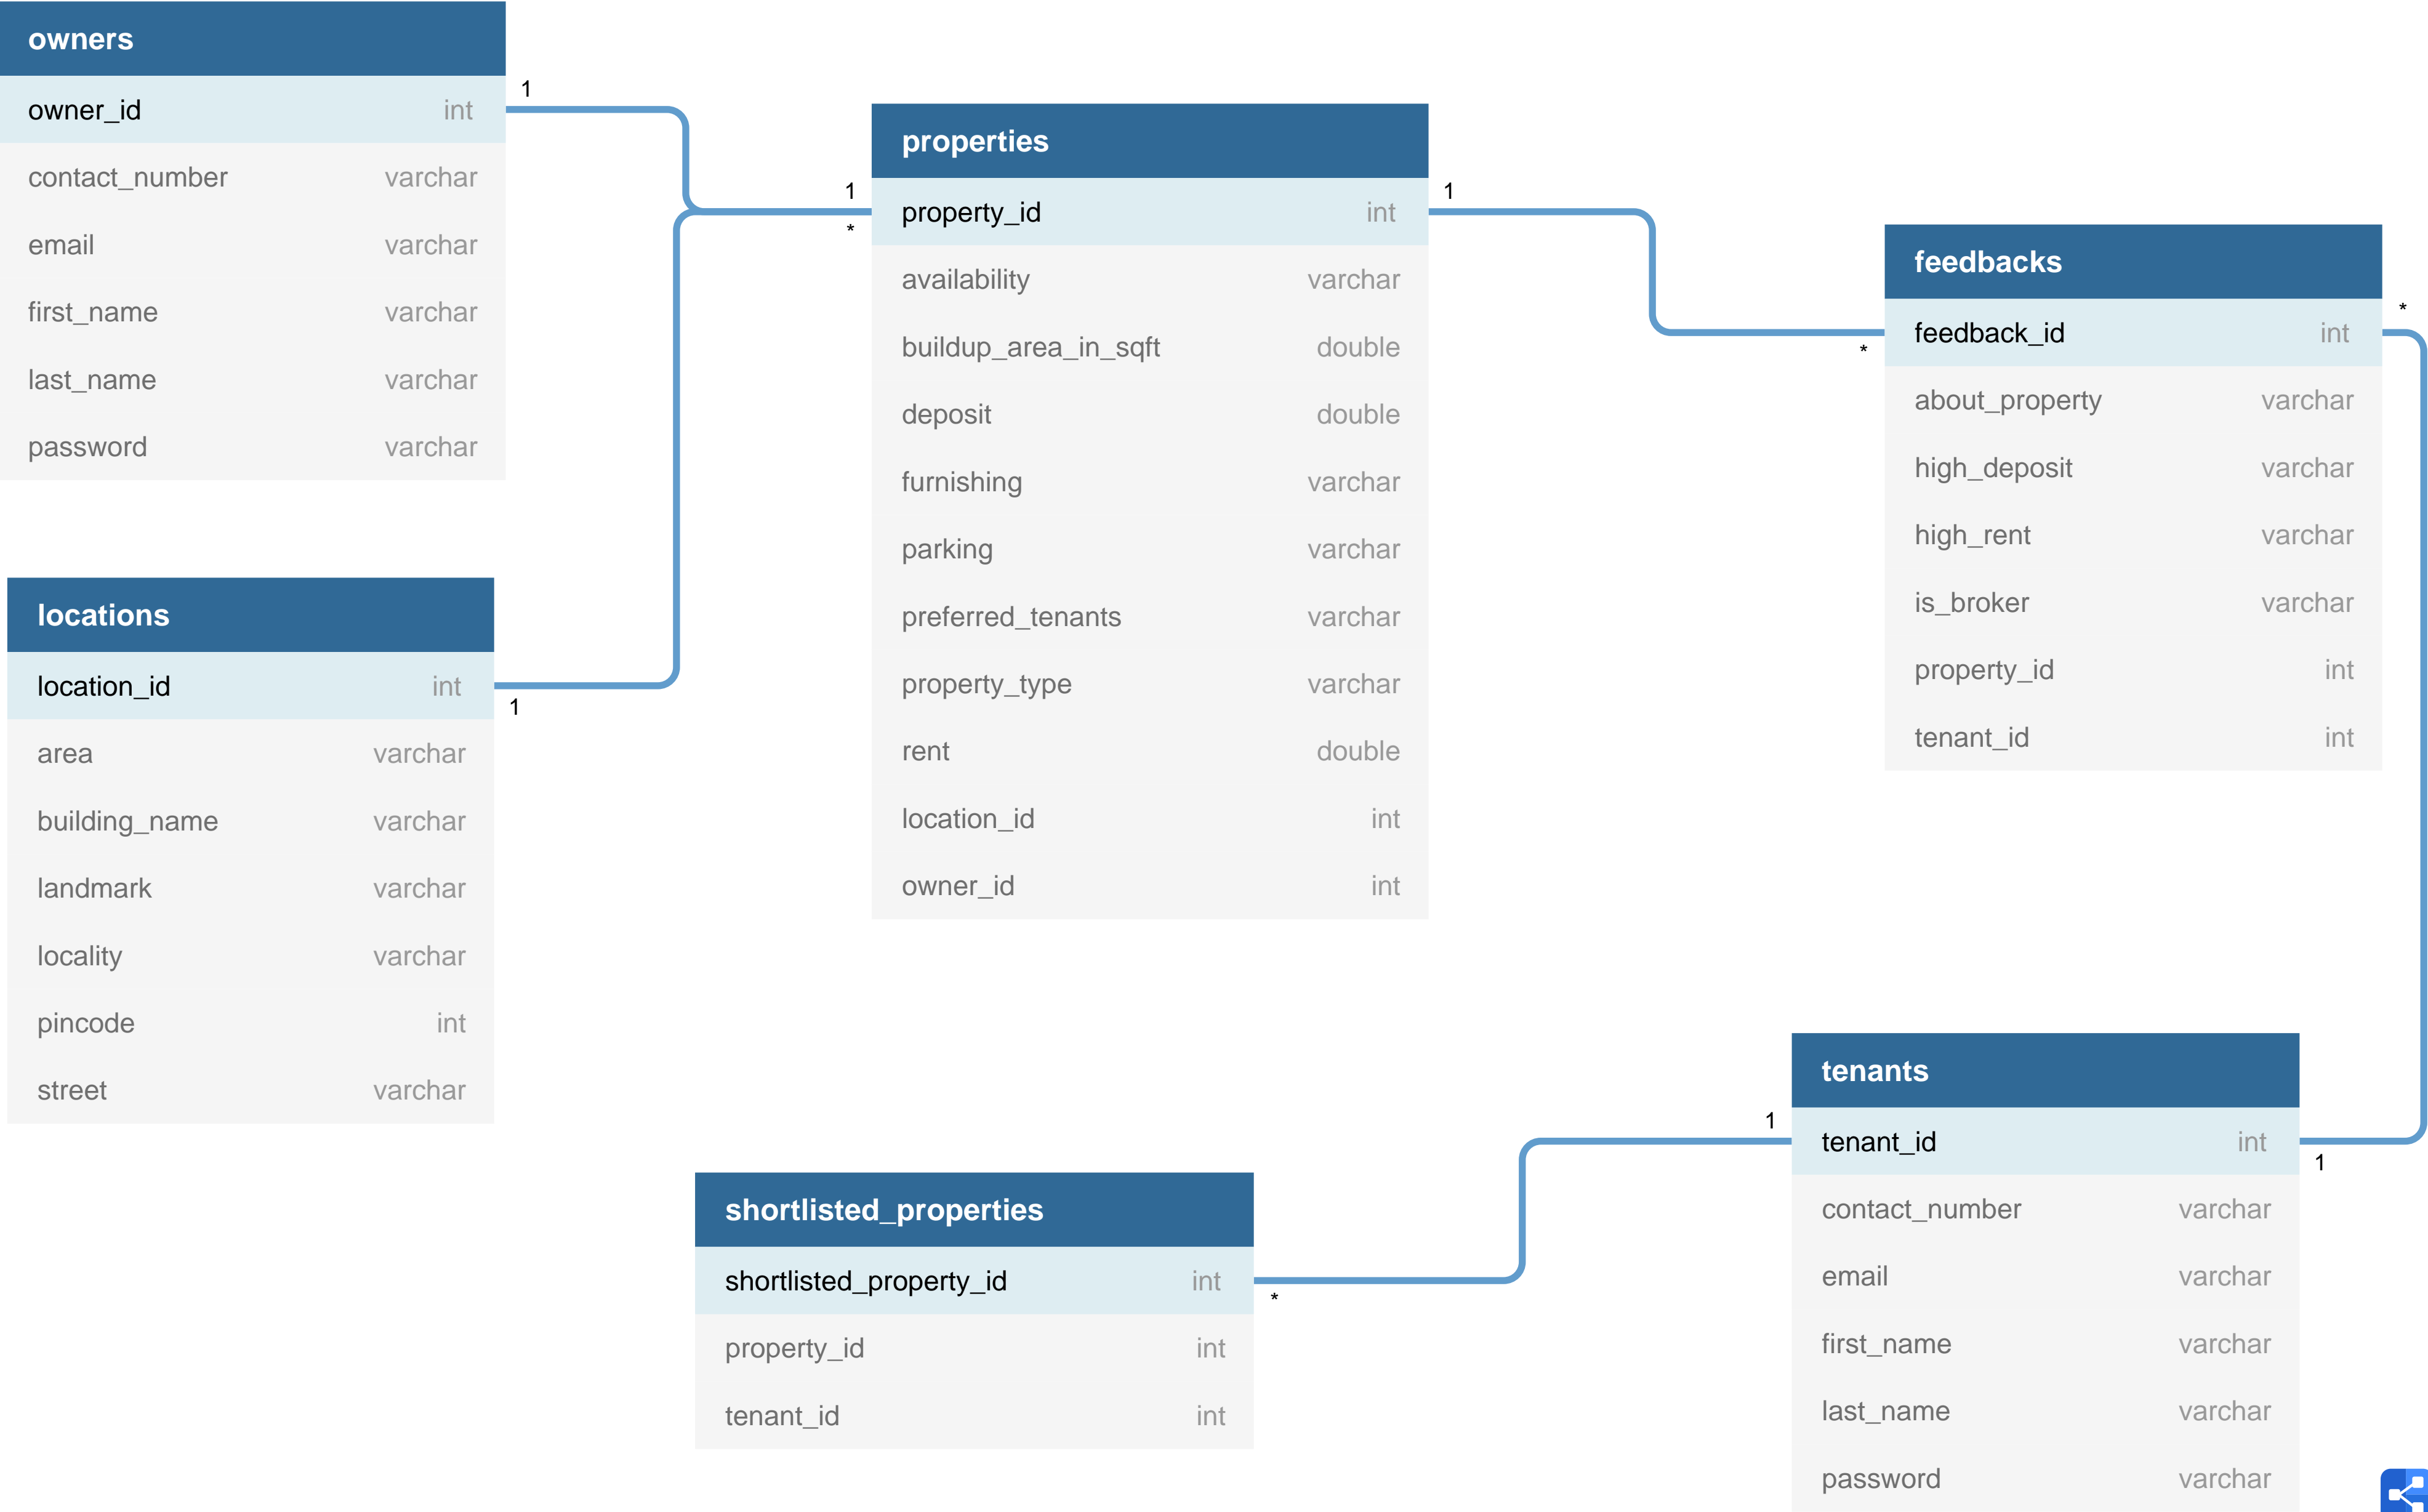 owners
owner_id int
contact_number varchar
email varchar
first_name varchar
last_name varchar
password varchar
1
1
*
properties
property_id int
availability varchar
buildup_area_in_sqft double
deposit double
furnishing varchar
parking varchar
preferred_tenants varchar
property_type varchar
rent double
location_id int
owner_id int
1
*
feedbacks
feedback_id int
about_property varchar
high_deposit varchar
high_rent varchar
is_broker varchar
property_id int
tenant_id int
*
locations
location_id int
area varchar
building_name varchar
landmark varchar
locality varchar
pincode int
street varchar
1
shortlisted_properties
shortlisted_property_id int
property_id int
tenant_id int
*
1
tenants
tenant_id int
contact_number varchar
email varchar
first_name varchar
last_name varchar
password varchar
1